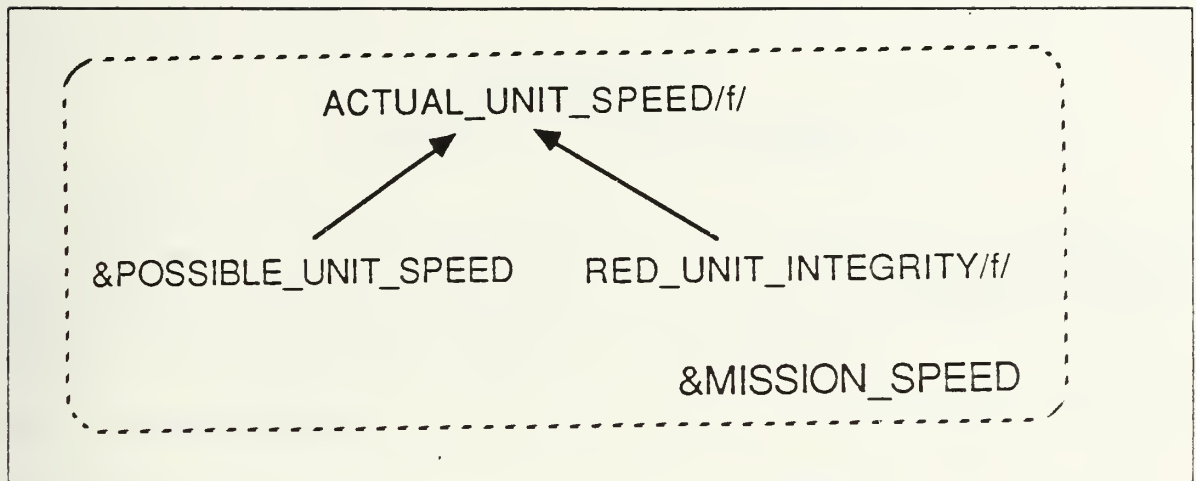 ACTUAL_UNIT_SPEED/f/
&POSSIBLE_UNIT_SPEED RED_UNIT_INTEGRITY/f/
&MISSION_SPEED